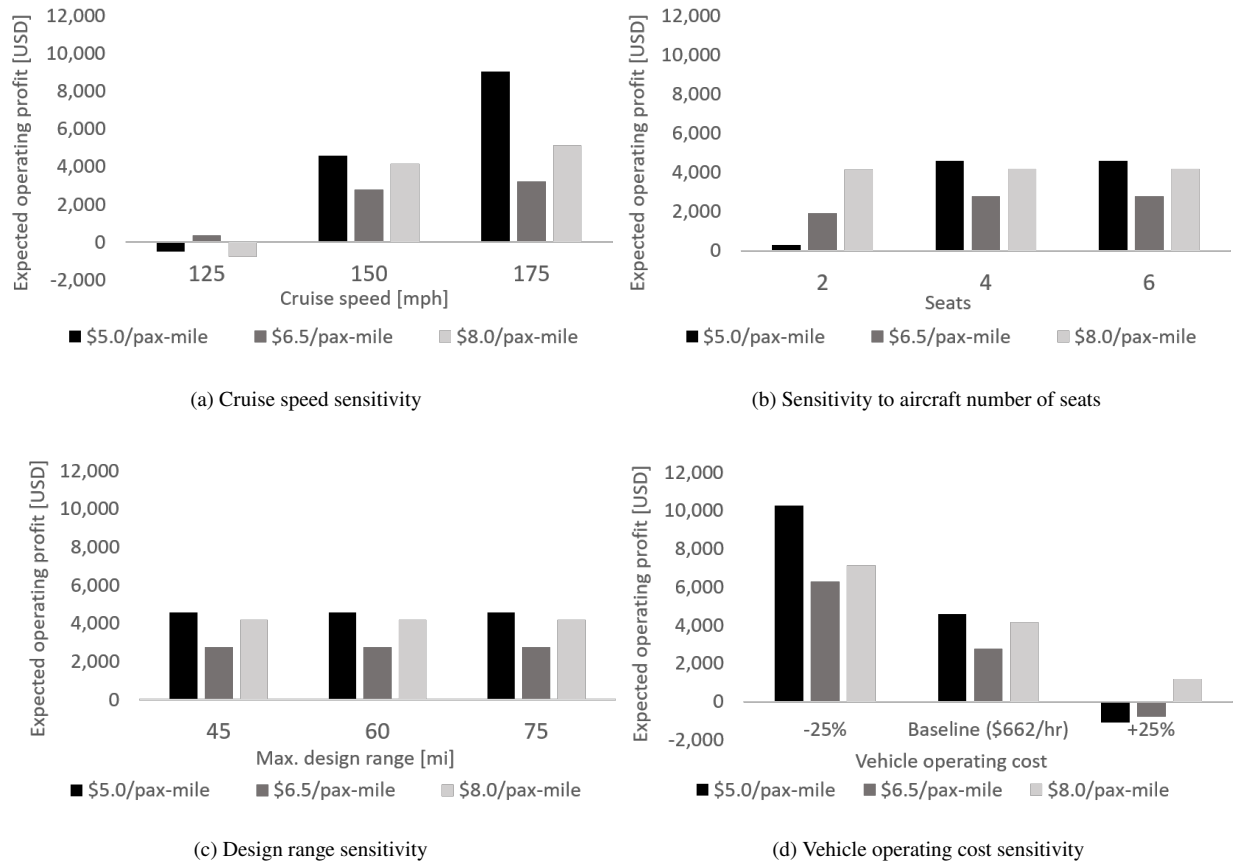 Expected operating profit [USD]
12,000
10,000
8,000
6,000
4,000
2,000
0
-2,000
125 150 175
Cruise speed [mph]
$5.0/pax-mile $6.5/pax-mile $8.0/pax-mile
(a) Cruise speed sensitivity
Expected operating profit [USD]
12,000
10,000
8,000
6,000
4,000
2,000
0
2 4 6
Seats
$5.0/pax-mile $6.5/pax-mile $8.0/pax-mile
(b) Sensitivity to aircraft number of seats
Expected operating profit [USD]
12,000
10,000
8,000
6,000
4,000
2,000
0
45 60 75
Max. design range [mi]
$5.0/pax-mile $6.5/pax-mile $8.0/pax-mile
(c) Design range sensitivity
Expected operating profit [USD]
12,000
10,000
8,000
6,000
4,000
2,000
0
-2,000
-25% Baseline ($662/hr) +25%
Vehicle operating cost
$5.0/pax-mile $6.5/pax-mile $8.0/pax-mile
(d) Vehicle operating cost sensitivity